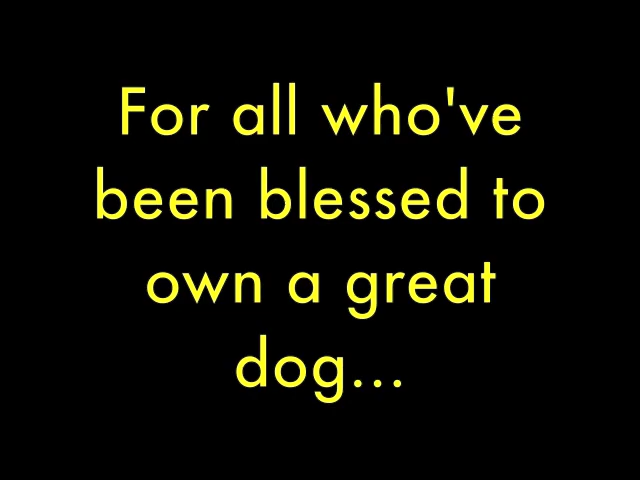 For all who've
been blessed to
own a great
dog...